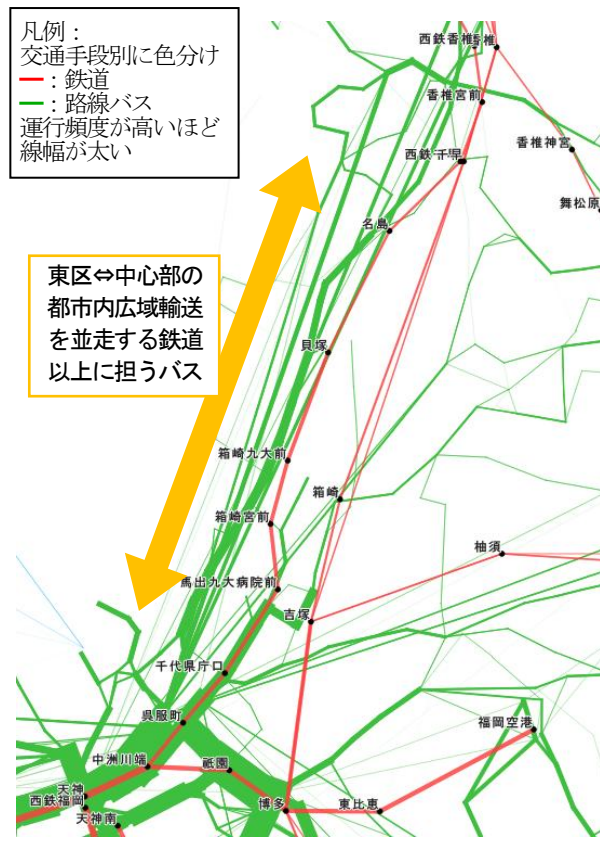 凡例：
交通手段別に色分け
：鉄道
：路線バス
運行頻度が高いほど
線幅が太い
西鉄香椎
香椎
香椎宮前
西鉄千早
香椎神宮
舞松原
名島
東区⇔中心部の
都市内広域輸送
を並走する鉄道
以上に担うバス
貝塚
箱崎九大前
箱崎
箱崎宮前
柚須
馬出九大病院前
吉塚
千代県庁口
呉服町
福岡空港
中洲川端
祇園
天神
西鉄福岡
博多
東比恵
天神南